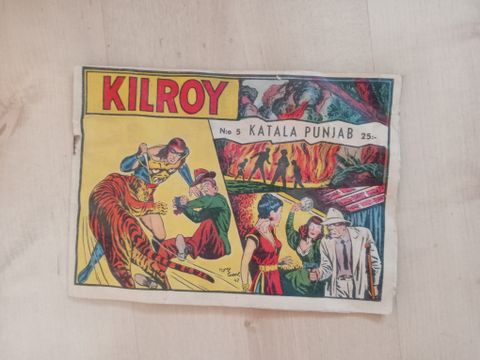 KILROY
N:o 5 KATALA PUNJAB 25:-